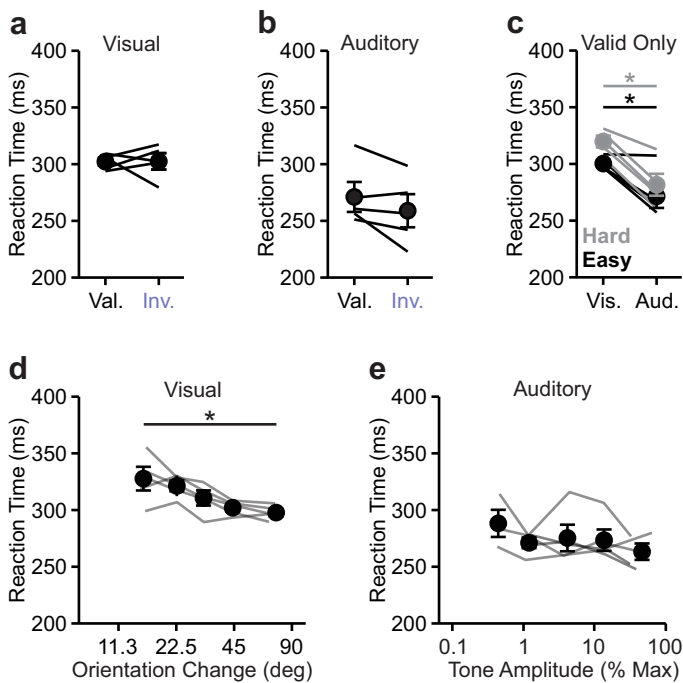 a
Visual
Reaction Time (ms)
400
350
300
250
200
Val. Inv.
b
Auditory
Reaction Time (ms)
400
350
300
250
200
Val. Inv.
c
Valid Only
Reaction Time (ms)
400
350
300
250
200
*
*
Hard
Easy
Vis. Aud.
d
Visual
Reaction Time (ms)
400
350
300
250
200
*
11.3 22.5 45 90
Orientation Change (deg)
e
Auditory
Reaction Time (ms)
400
350
300
250
200
0.1 1 10 100
Tone Amplitude (% Max)